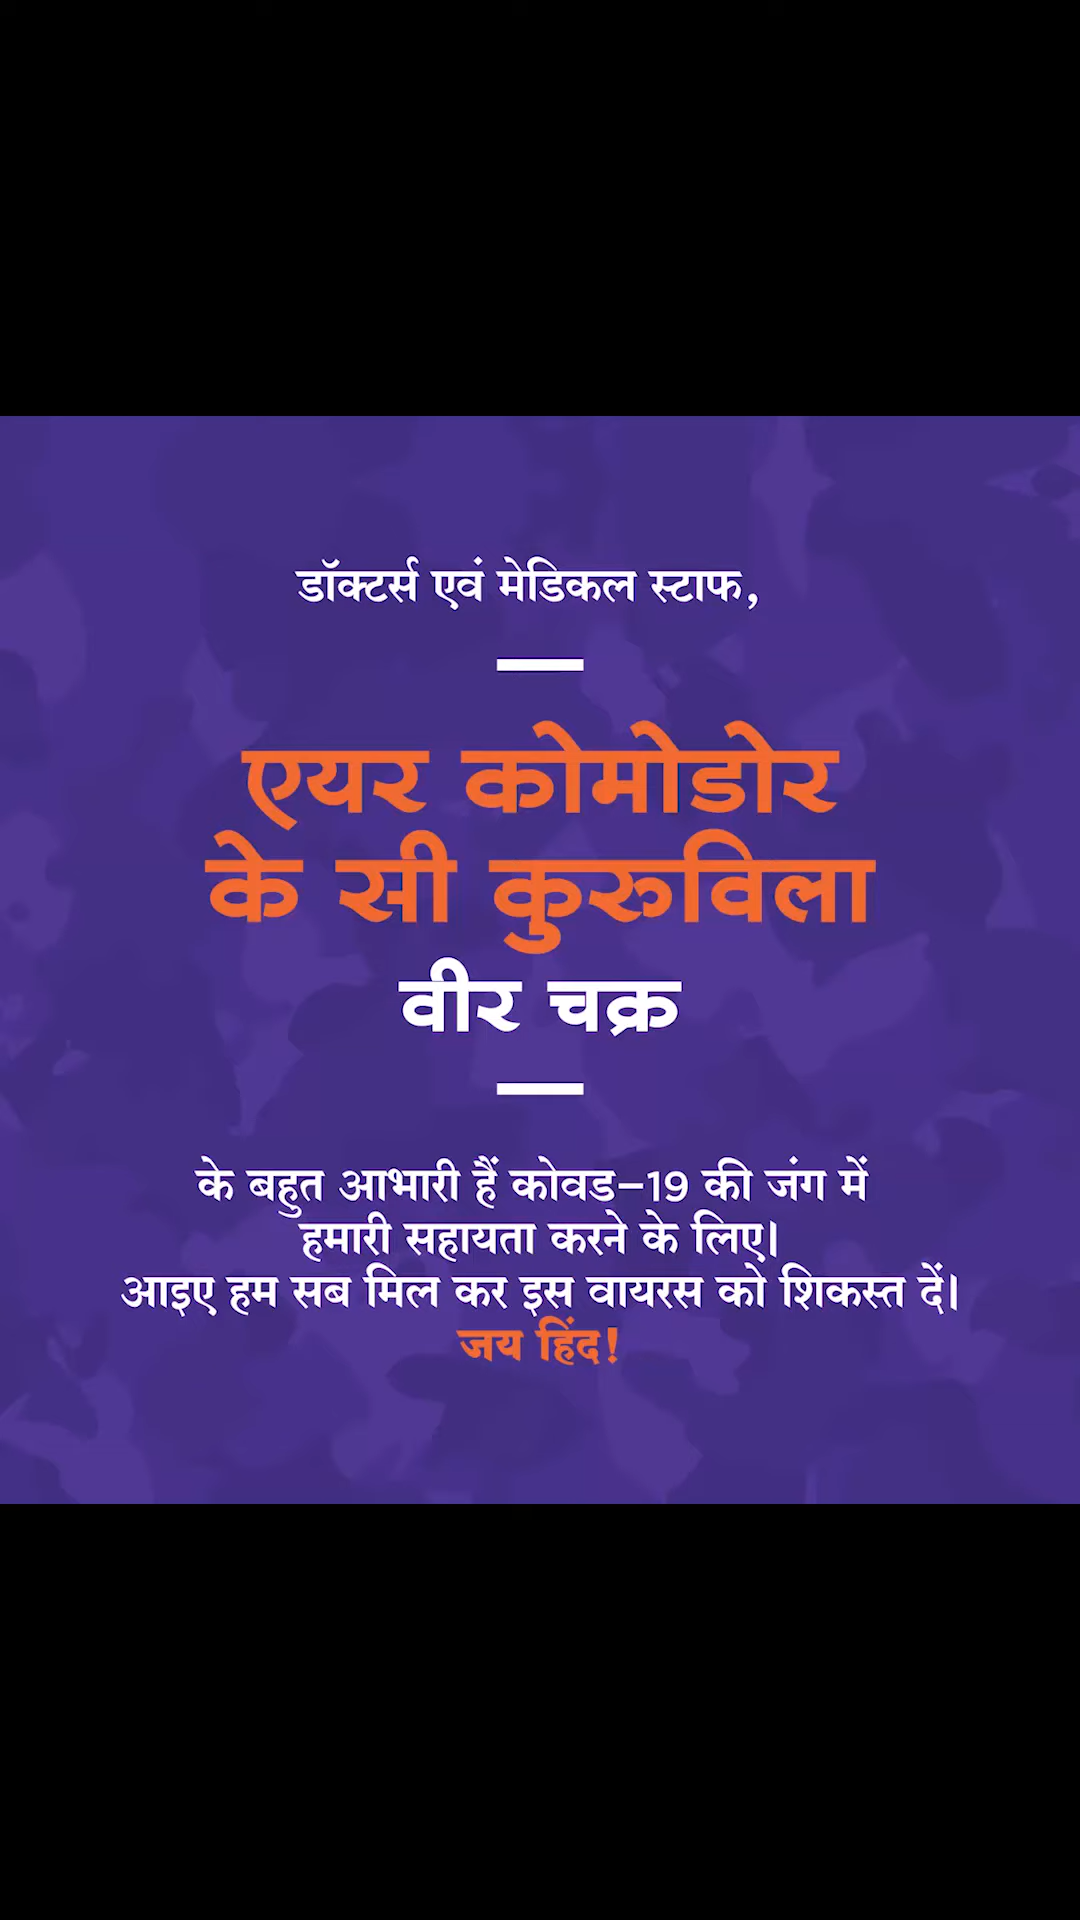 डॉक्टर्स एवं मेडिकल स्टाफ,
एयर कोमोडोर
के सी कुरुविला
वीर चक्र
के बहुत आभारी हैं कोवड-19 की जंग में
हमारी सहायता करने के लिए।
आइए हम सब मिल कर इस वायरस को शिकस्त दें।
जय हिंद!